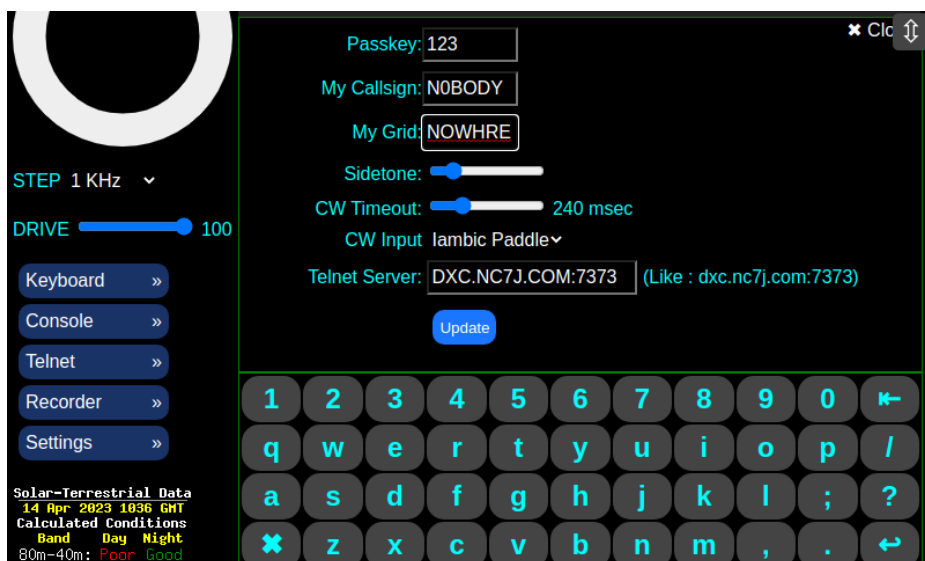 Passkey: 123
✖ Clo
My Callsign: N0BODY
My Grid: NOWHRE
Sidetone:
CW Timeout: 240 msec
CW Input Iambic Paddle
Telnet Server: DXC.NC7J.COM:7373 (Like : dxc.nc7j.com:7373)
Update
STEP 1 KHz
DRIVE 100
Keyboard »
Console »
Telnet »
Recorder »
Settings »
Solar-Terrestrial Data
14 Apr 2023 1036 GMT
Calculated Conditions
Band Day Night
80m-40m: Poor Good
1 2 3 4 5 6 7 8 9 0 ⇤
q w e r t y u i o p /
a s d f g h j k l ; ?
✖ z x c v b n m , . ↩